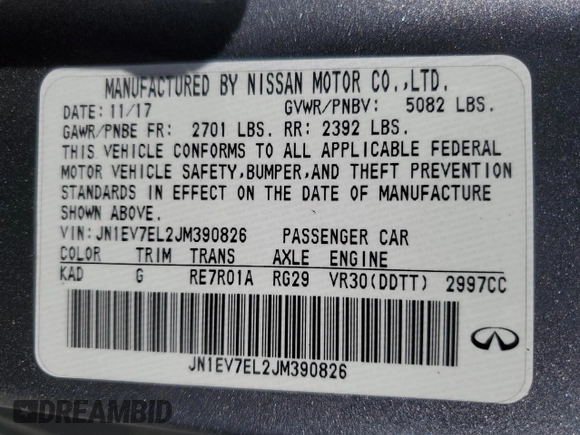 MANUFACTURED BY NISSAN MOTOR CO.,LTD.
DATE: 11/17 GVWR/PNBV: 5082 LBS.
GAWR/PNBE FR: 2701 LBS. RR: 2392 LBS.
THIS VEHICLE CONFORMS TO ALL APPLICABLE FEDERAL
MOTOR VEHICLE SAFETY,BUMPER,AND THEFT PREVENTION
STANDARDS IN EFFECT ON THE DATE OF MANUFACTURE
SHOWN ABOVE.
VIN: JN1EV7EL2JM390826 PASSENGER CAR
COLOR TRIM TRANS AXLE ENGINE
KAD G RE7R01A RG29 VR30(DDTT) 2997CC
JN1EV7EL2JM390826
DREAMBID